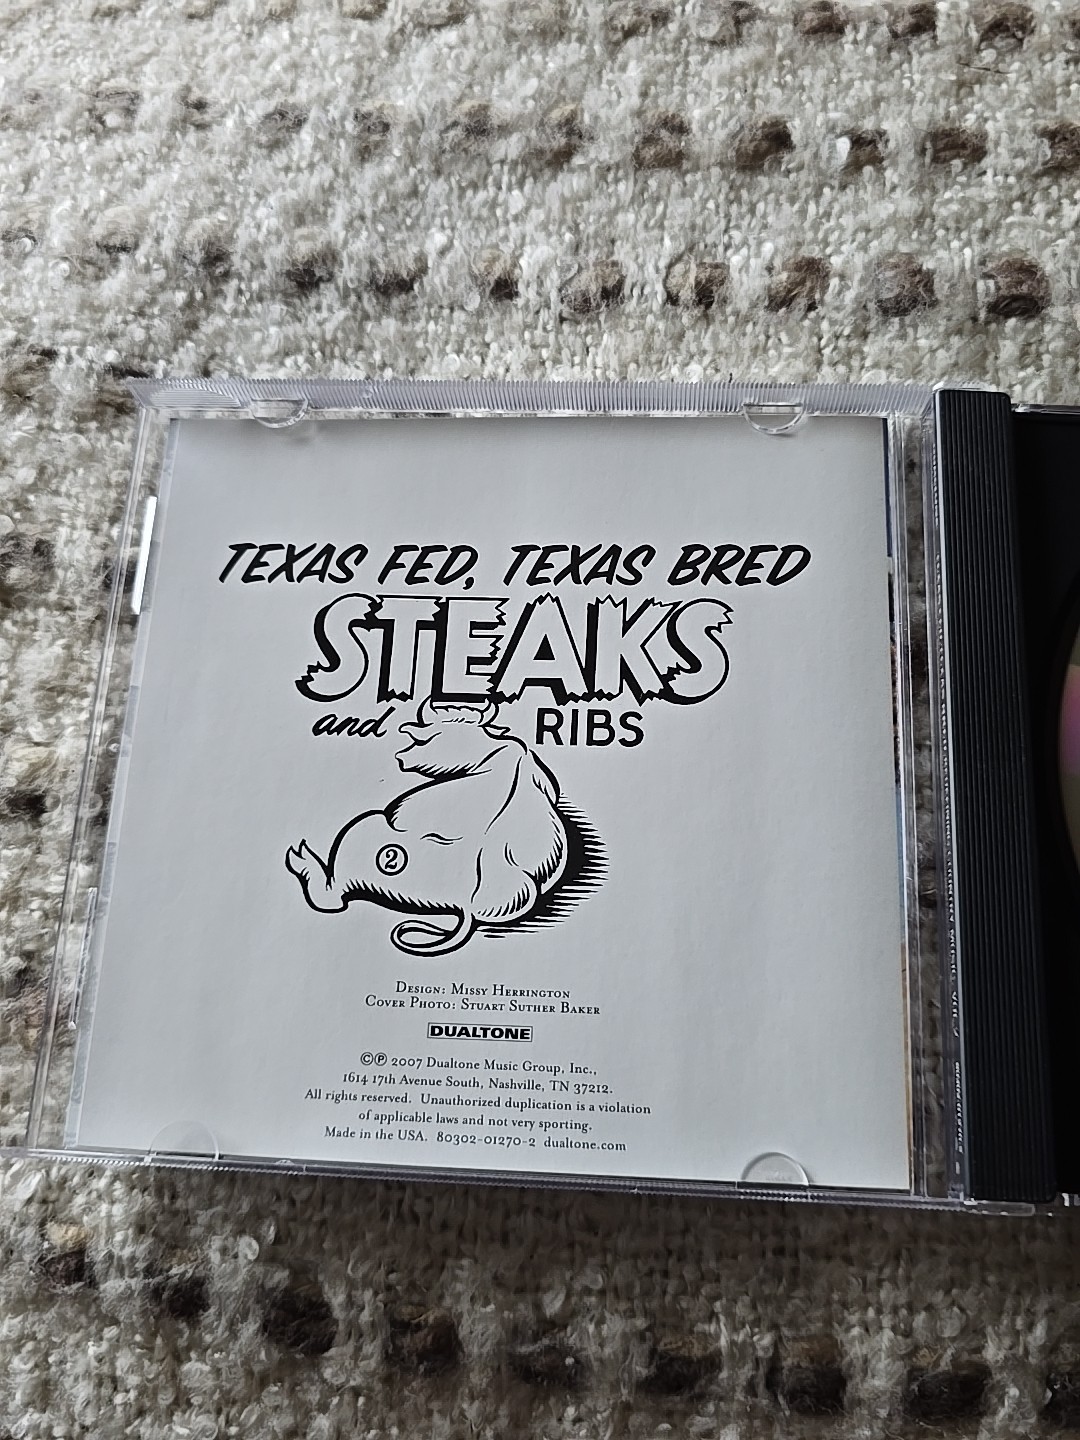 TEXAS FED, TEXAS BRED
STEAKS
and RIBS
2
DESIGN: MISSY HERRINGTON
COVER PHOTO: STUART SUTHER BAKER
DUALTONE
©℗ 2007 Dualtone Music Group, Inc.,
1614 17th Avenue South, Nashville, TN 37212.
All rights reserved. Unauthorized duplication is a violation
of applicable laws and not very sporting.
Made in the USA. 80302-01270-2 dualtone.com